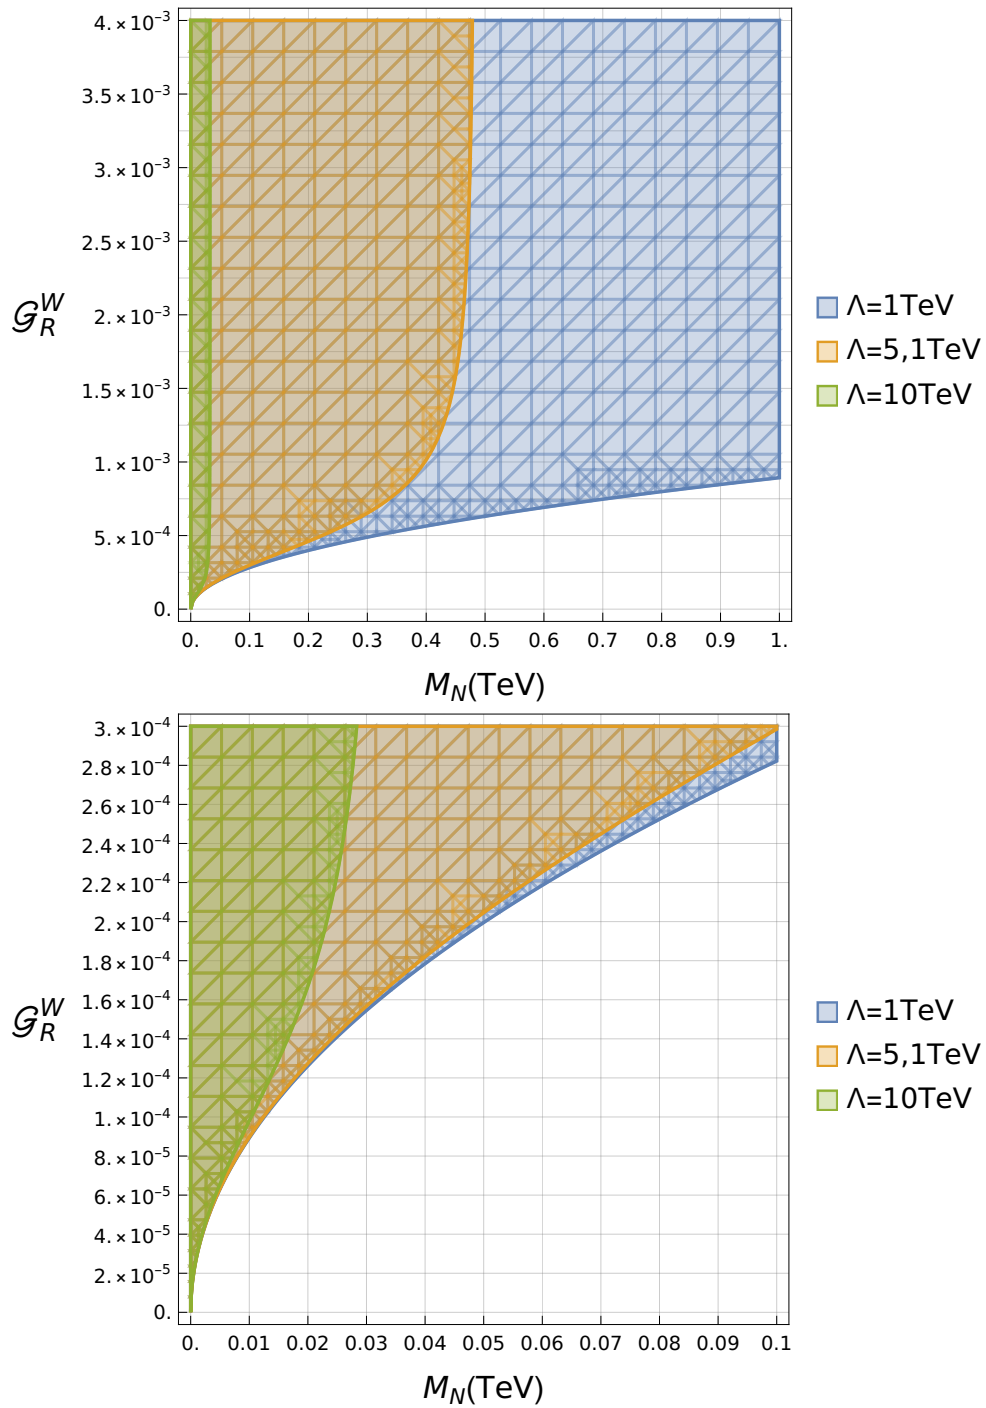 4.×10⁻³
3.5×10⁻³
3.×10⁻³
2.5×10⁻³
2.×10⁻³
1.5×10⁻³
1.×10⁻³
5.×10⁻⁴
0.
𝒢_R^W
0. 0.1 0.2 0.3 0.4 0.5 0.6 0.7 0.8 0.9 1.
M_N(TeV)
Λ=1TeV
Λ=5,1TeV
Λ=10TeV
3.×10⁻⁴
2.8×10⁻⁴
2.6×10⁻⁴
2.4×10⁻⁴
2.2×10⁻⁴
2.×10⁻⁴
1.8×10⁻⁴
1.6×10⁻⁴
1.4×10⁻⁴
1.2×10⁻⁴
1.×10⁻⁴
8.×10⁻⁵
6.×10⁻⁵
4.×10⁻⁵
2.×10⁻⁵
0.
𝒢_R^W
0. 0.01 0.02 0.03 0.04 0.05 0.06 0.07 0.08 0.09 0.1
M_N(TeV)
Λ=1TeV
Λ=5,1TeV
Λ=10TeV